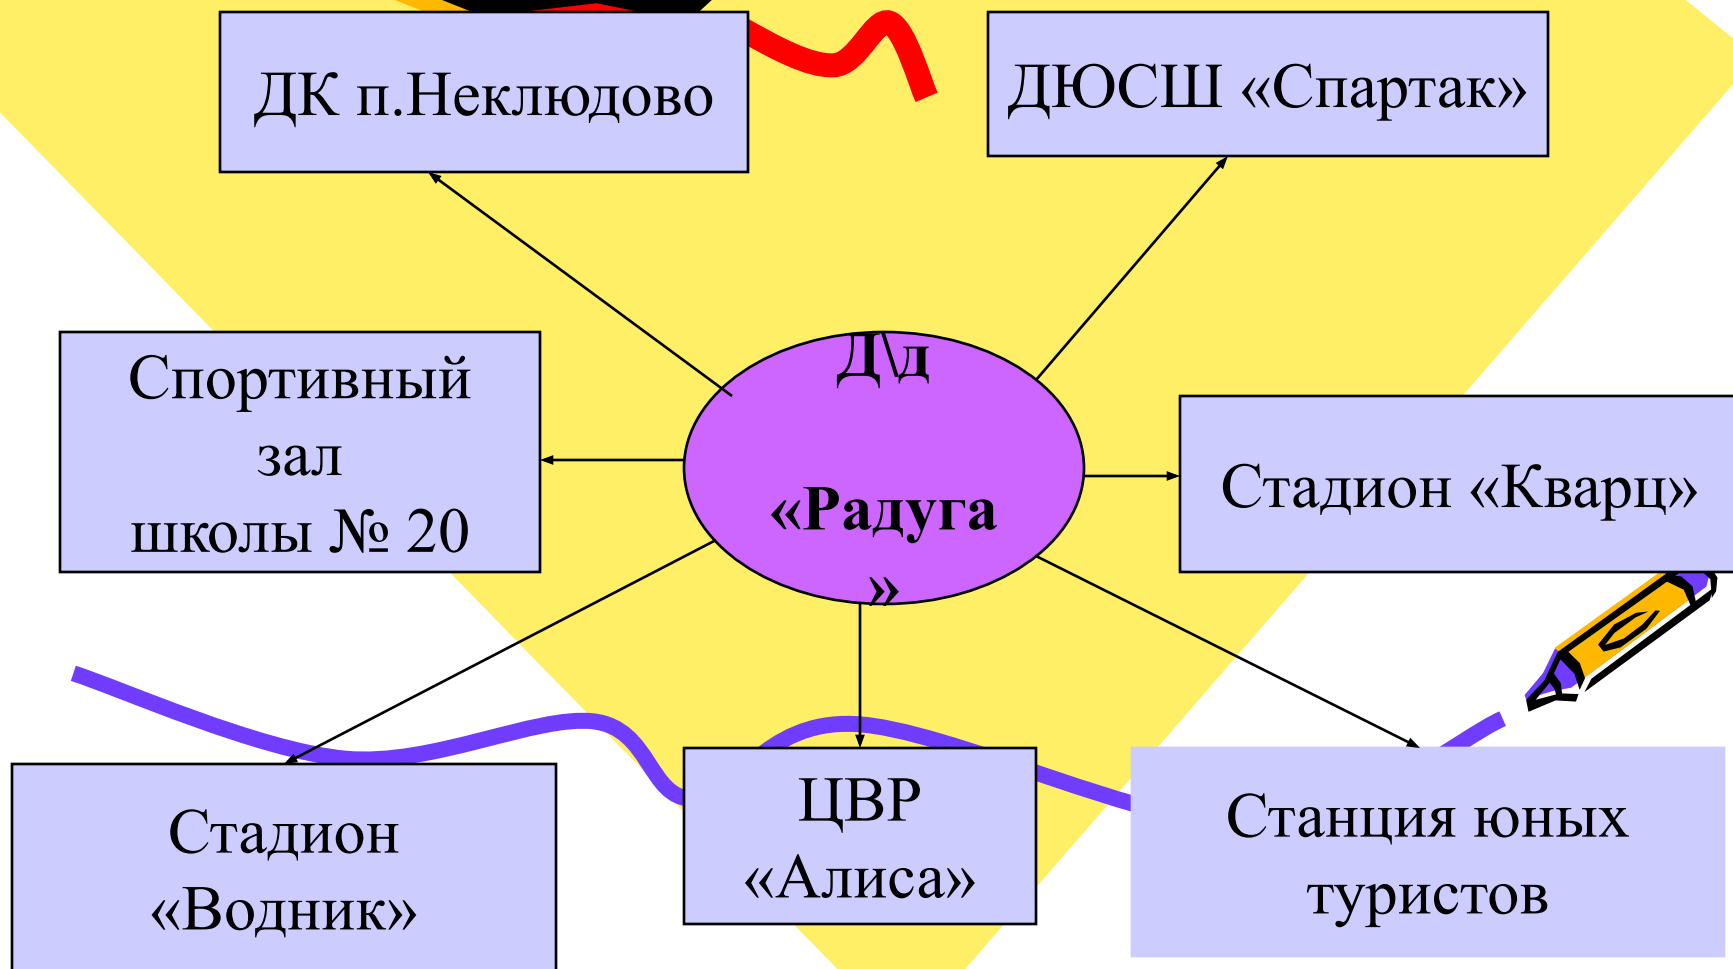 ДК п.Неклюдово
ДЮСШ «Спартак»
Спортивный
зал
школы № 20
Д\д
«Радуга
»
Стадион «Кварц»
Стадион
«Водник»
ЦВР
«Алиса»
Станция юных
туристов